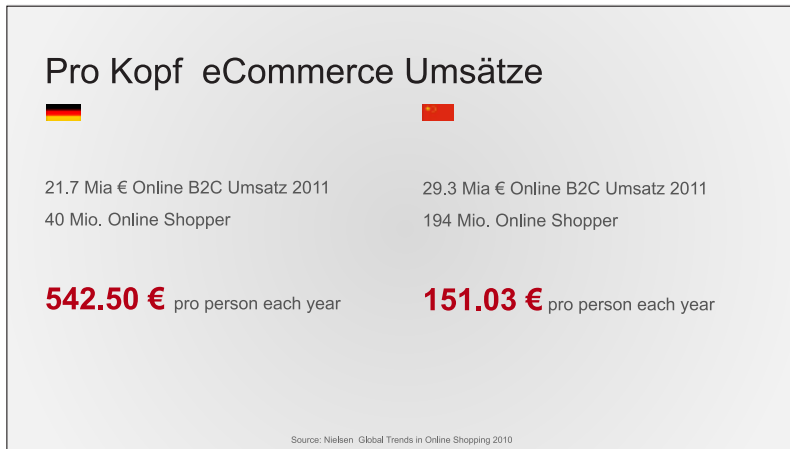 Pro Kopf eCommerce Umsätze
21.7 Mia € Online B2C Umsatz 2011
40 Mio. Online Shopper
542.50 € pro person each year
29.3 Mia € Online B2C Umsatz 2011
194 Mio. Online Shopper
151.03 € pro person each year
Source: Nielsen Global Trends in Online Shopping 2010